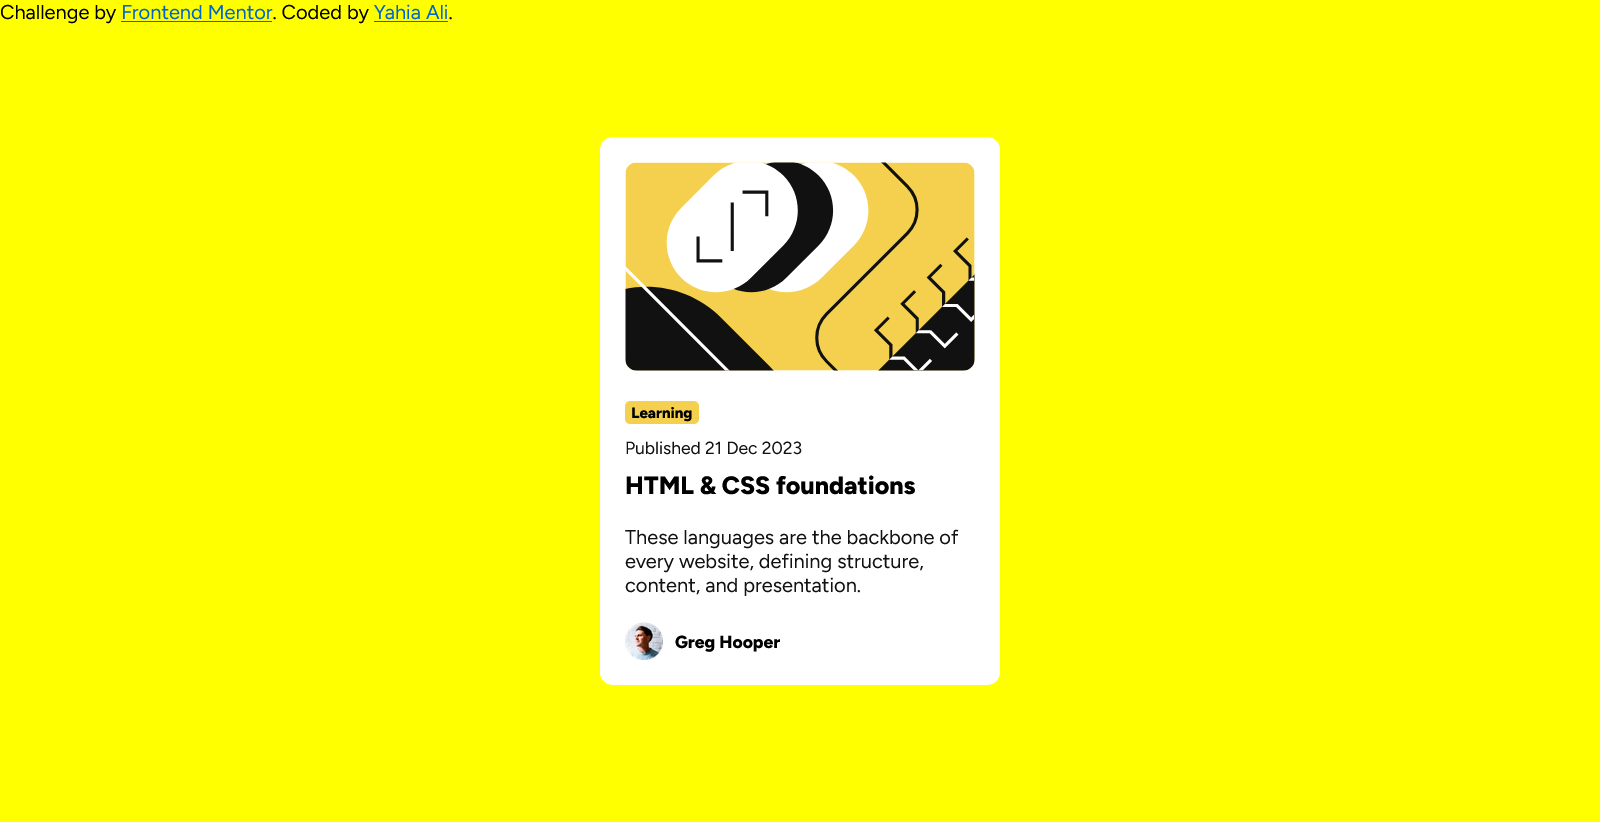 Challenge by Frontend Mentor. Coded by Yahia Ali.
Learning
Published 21 Dec 2023
HTML & CSS foundations
These languages are the backbone of
every website, defining structure,
content, and presentation.
Greg Hooper